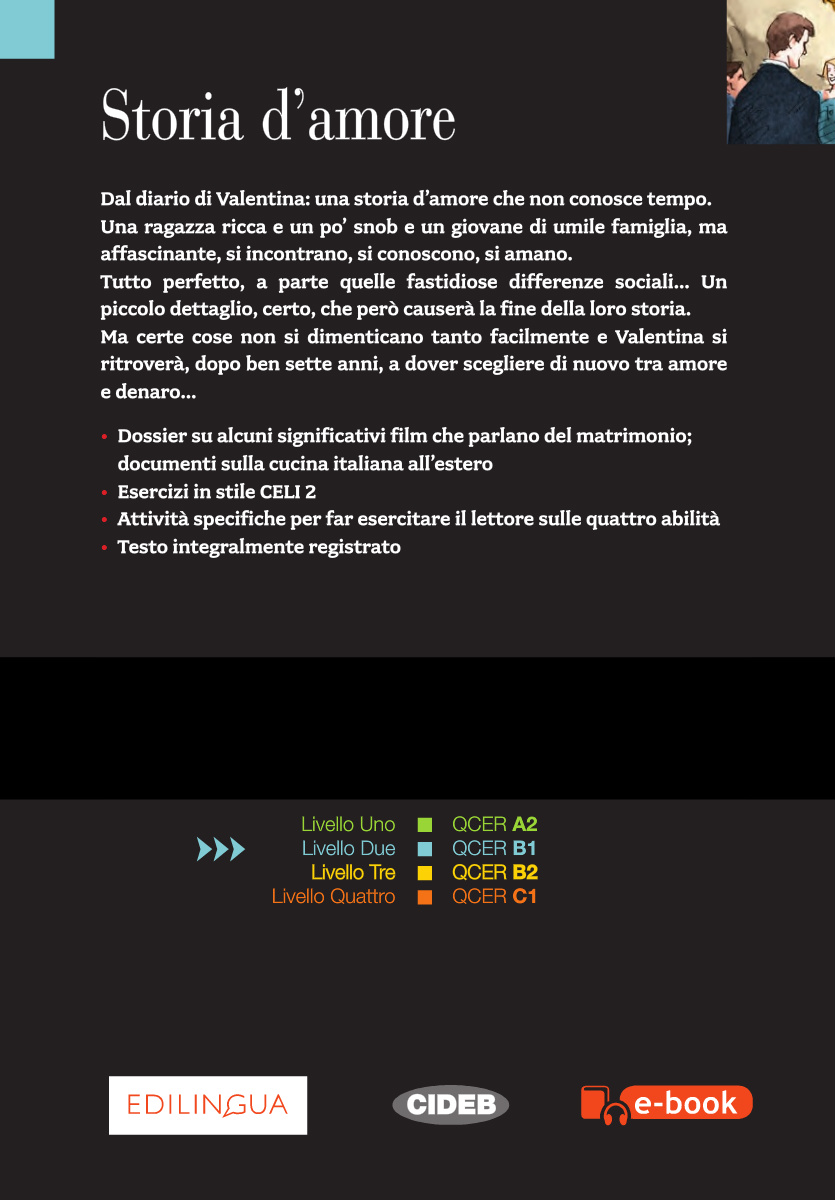 Storia d’amore
Dal diario di Valentina: una storia d’amore che non conosce tempo.
Una ragazza ricca e un po’ snob e un giovane di umile famiglia, ma
affascinante, si incontrano, si conoscono, si amano.
Tutto perfetto, a parte quelle fastidiose differenze sociali... Un
piccolo dettaglio, certo, che però causerà la fine della loro storia.
Ma certe cose non si dimenticano tanto facilmente e Valentina si
ritroverà, dopo ben sette anni, a dover scegliere di nuovo tra amore
e denaro...
• Dossier su alcuni significativi film che parlano del matrimonio;
documenti sulla cucina italiana all’estero
• Esercizi in stile CELI 2
• Attività specifiche per far esercitare il lettore sulle quattro abilità
• Testo integralmente registrato
Livello Uno QCER A2
Livello Due QCER B1
Livello Tre QCER B2
Livello Quattro QCER C1
EDILINGUA
CIDEB
e-book